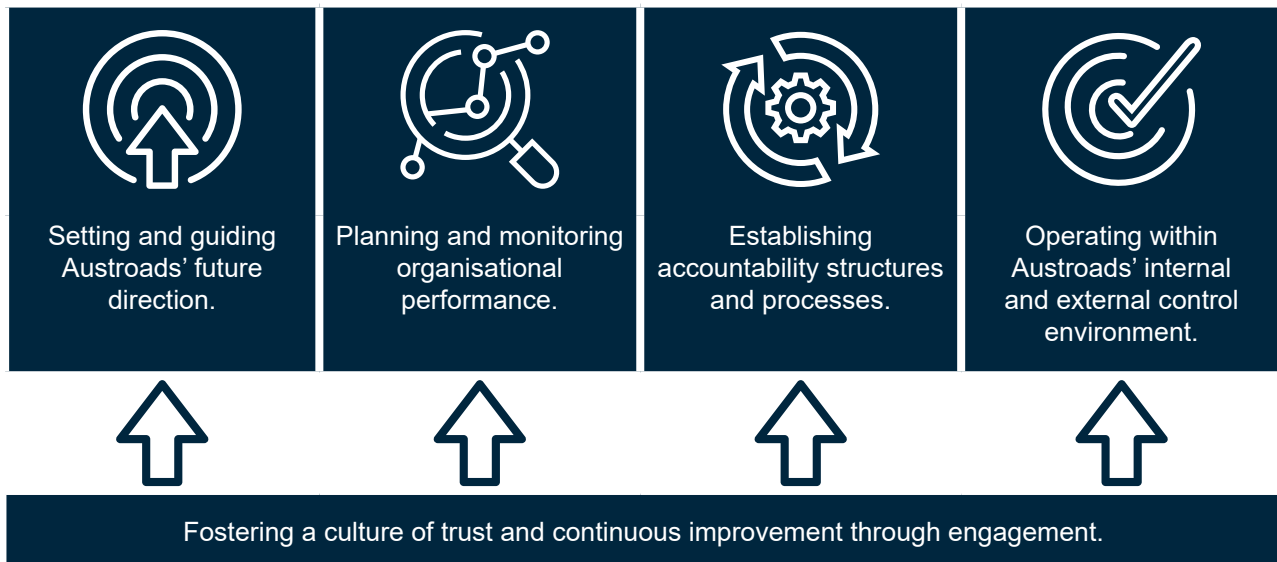 Setting and guiding
Austroads’ future
direction.
Planning and monitoring
organisational
performance.
Establishing
accountability structures
and processes.
Operating within
Austroads’ internal
and external control
environment.
Fostering a culture of trust and continuous improvement through engagement.